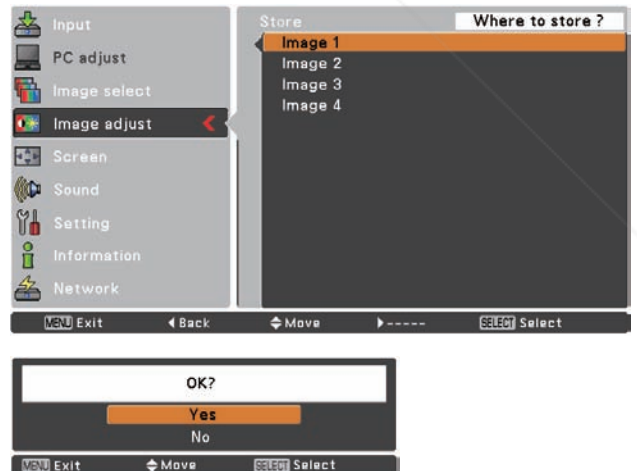 Input
PC adjust
Image select
Image adjust
Screen
Sound
Setting
Information
Network
Store
Where to store ?
Image 1
Image 2
Image 3
Image 4
MENU Exit Back Move ----- SELECT Select
OK?
Yes
No
MENU Exit Move SELECT Select